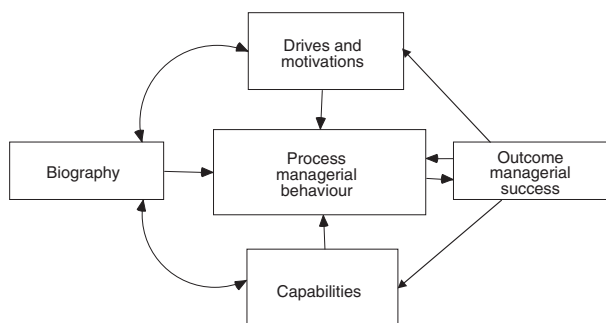 Drives and
motivations
Biography
Process
managerial
behaviour
Outcome
managerial
success
Capabilities